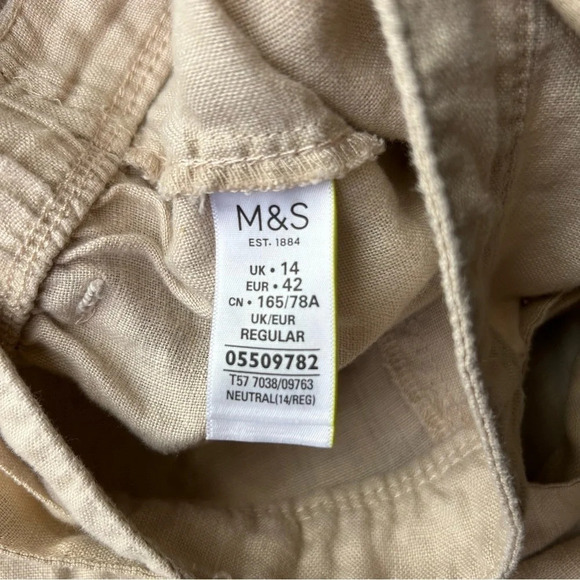 M&S
EST. 1884
UK • 14
EUR • 42
CN • 165/78A
UK/EUR
REGULAR
05509782
T57 7038/09763
NEUTRAL(14/REG)